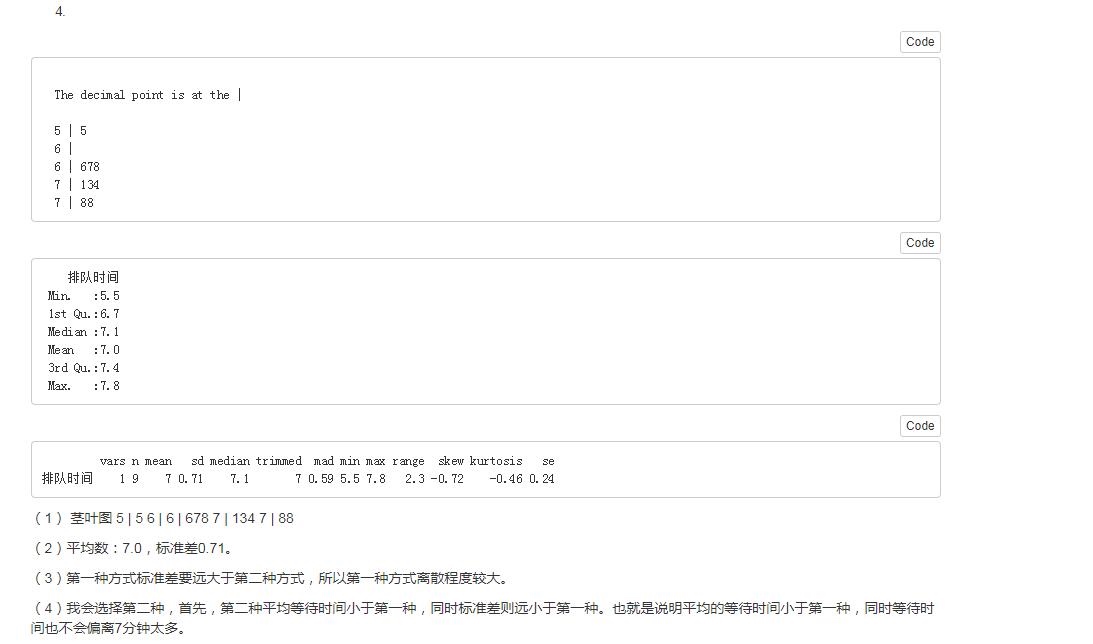 4.
Code
The decimal point is at the |
5 | 5
6 |
6 | 678
7 | 134
7 | 88
Code
排队时间
Min.   :5.5
1st Qu.:6.7
Median :7.1
Mean   :7.0
3rd Qu.:7.4
Max.   :7.8
Code
vars n mean sd median trimmed mad min max range skew kurtosis se
排队时间 1 9 7 0.71 7.1 7 0.59 5.5 7.8 2.3 -0.72 -0.46 0.24
（1） 茎叶图 5 | 5 6 | 6 | 678 7 | 134 7 | 88
（2）平均数：7.0，标准差0.71。
（3）第一种方式标准差要远大于第二种方式，所以第一种方式离散程度较大。
（4）我会选择第二种，首先，第二种平均等待时间小于第一种，同时标准差则远小于第一种。也就是说明平均的等待时间小于第一种，同时等待时
间也不会偏离7分钟太多。